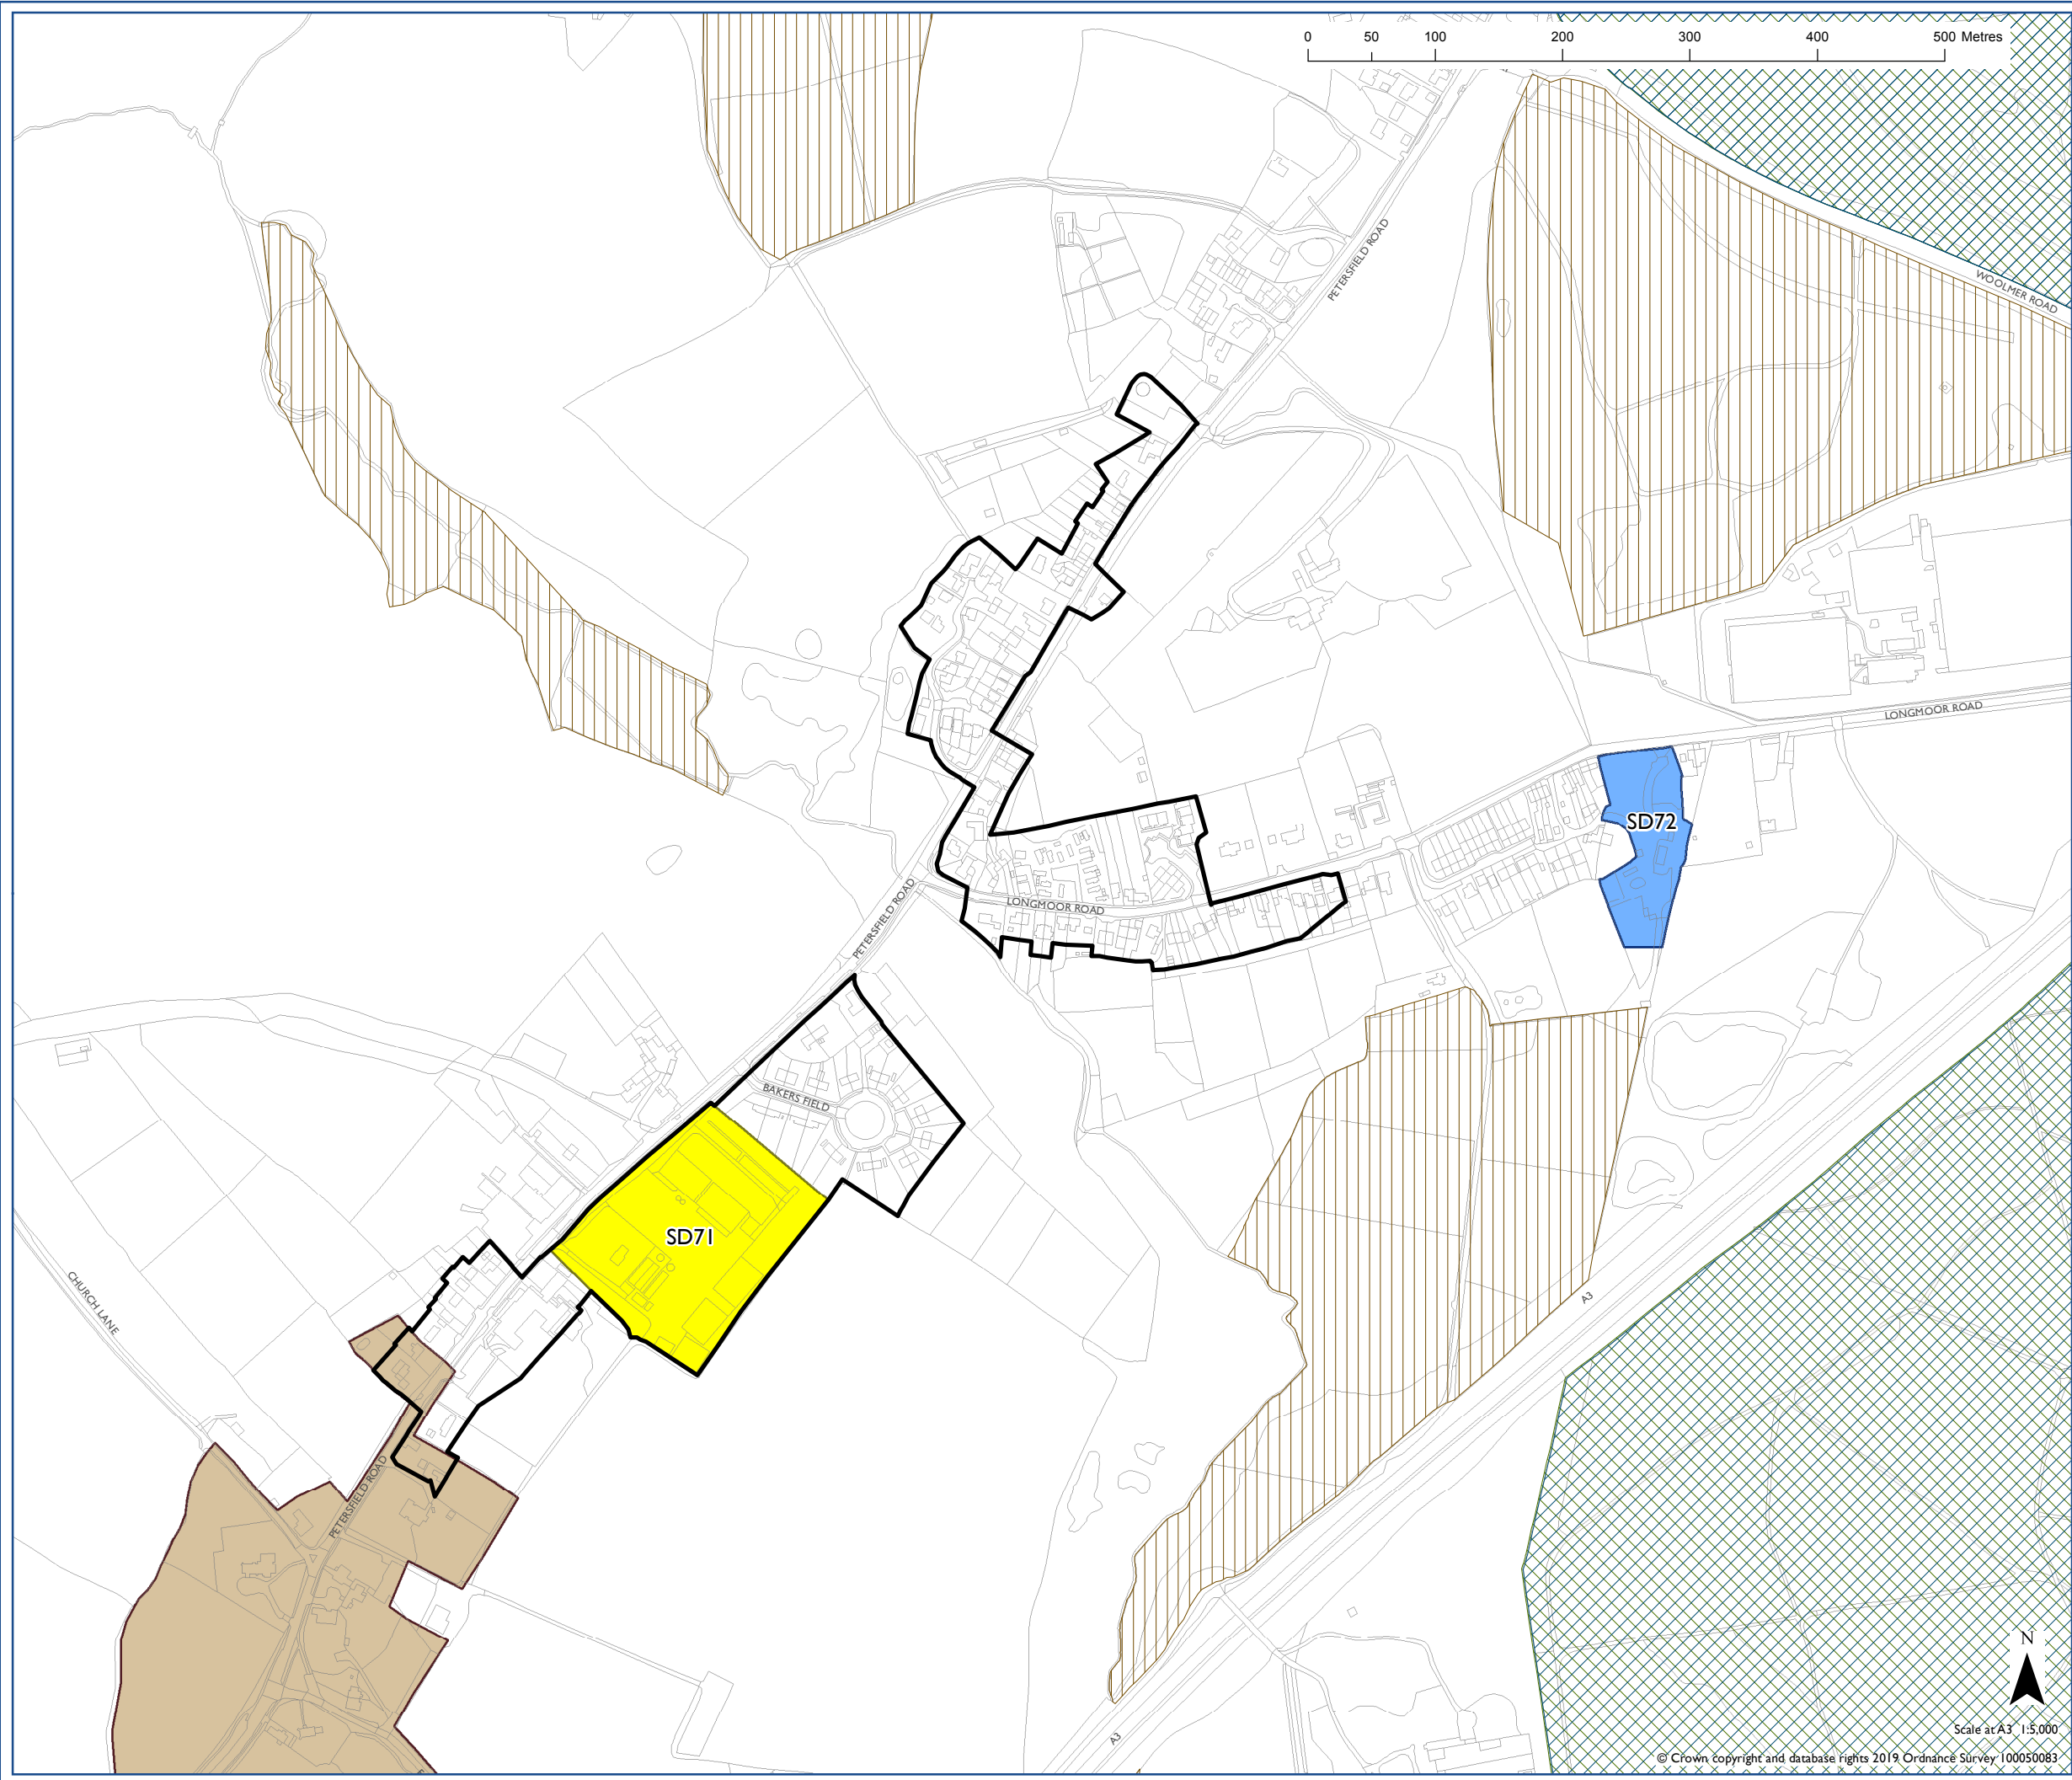 0 50 100 200 300 400 500 Metres
PETERSFIELD ROAD
WOOLMER ROAD
LONGMOOR ROAD
SD72
LONGMOOR ROAD
PETERSFIELD ROAD
BAKERS FIELD
SD71
CHURCH LANE
A3
PETERSFIELD ROAD
N
A3
Scale at A3 1:5,000
© Crown copyright and database rights 2019 Ordnance Survey 100050083